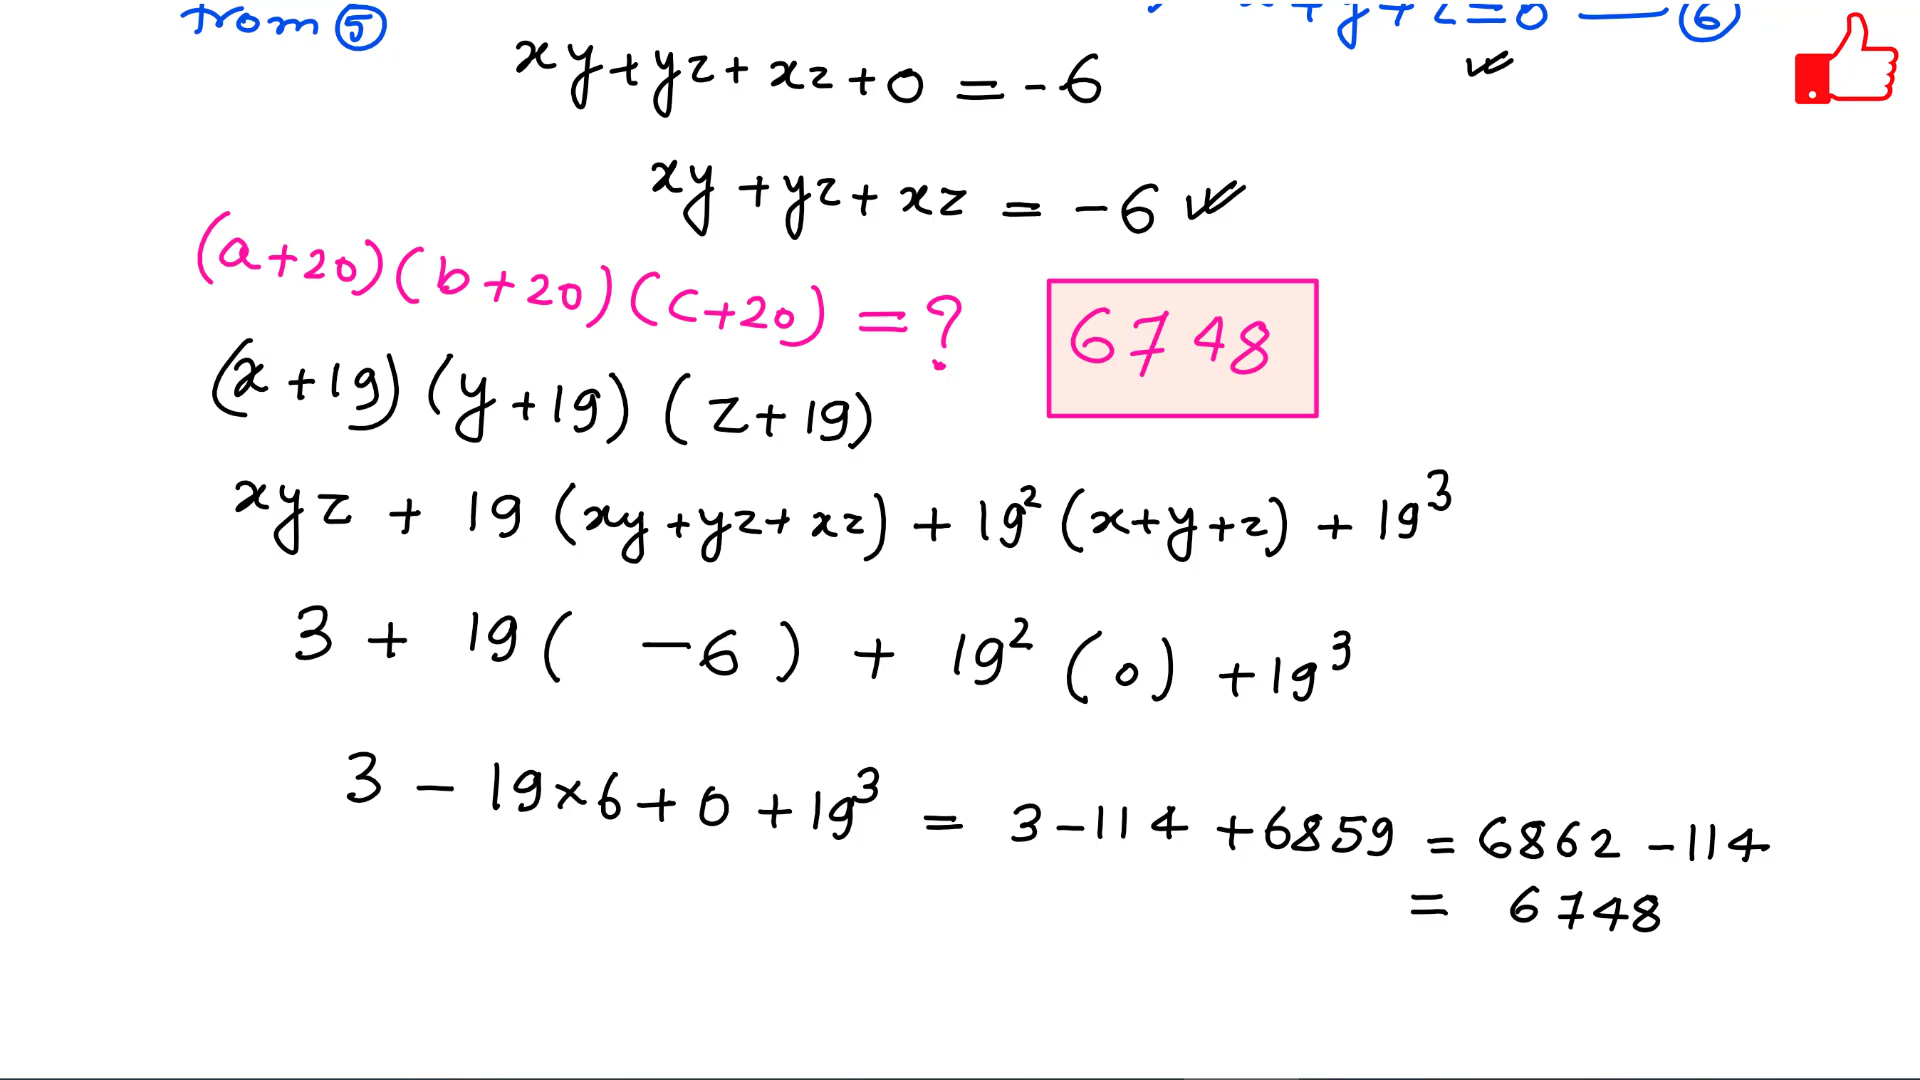 from ⑤
x+y+z=0 — ⑥
xy+yz+xz+0 = -6
xy+yz+xz = -6
(a+20)(b+20)(c+20) = ?
6748
(x+19)(y+19)(z+19)
xyz + 19(xy+yz+xz) + 19²(x+y+z) + 19³
3 + 19( -6 ) + 19²(0) + 19³
3 - 19×6 + 0 + 19³ = 3-114+6859 = 6862-114
= 6748